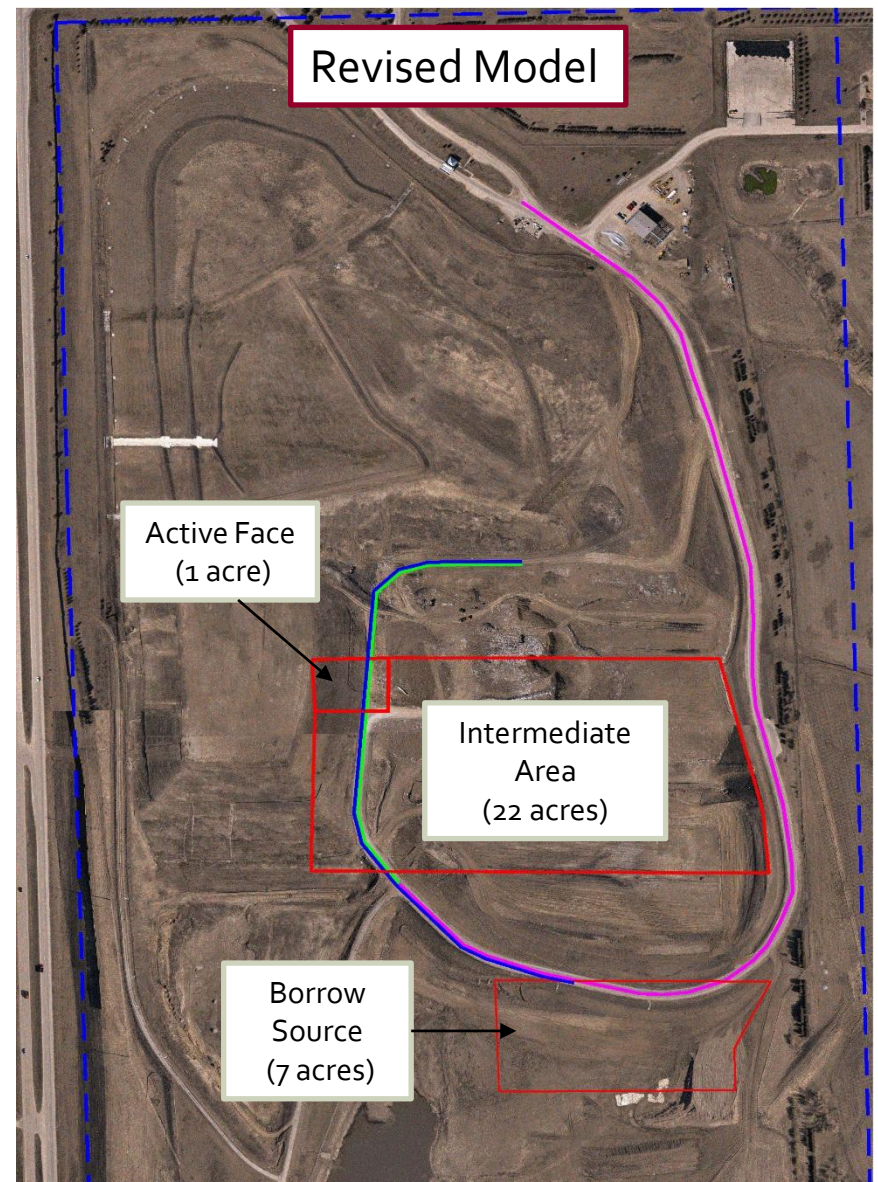 Revised Model
Active Face
(1 acre)
Intermediate
Area
(22 acres)
Borrow
Source
(7 acres)